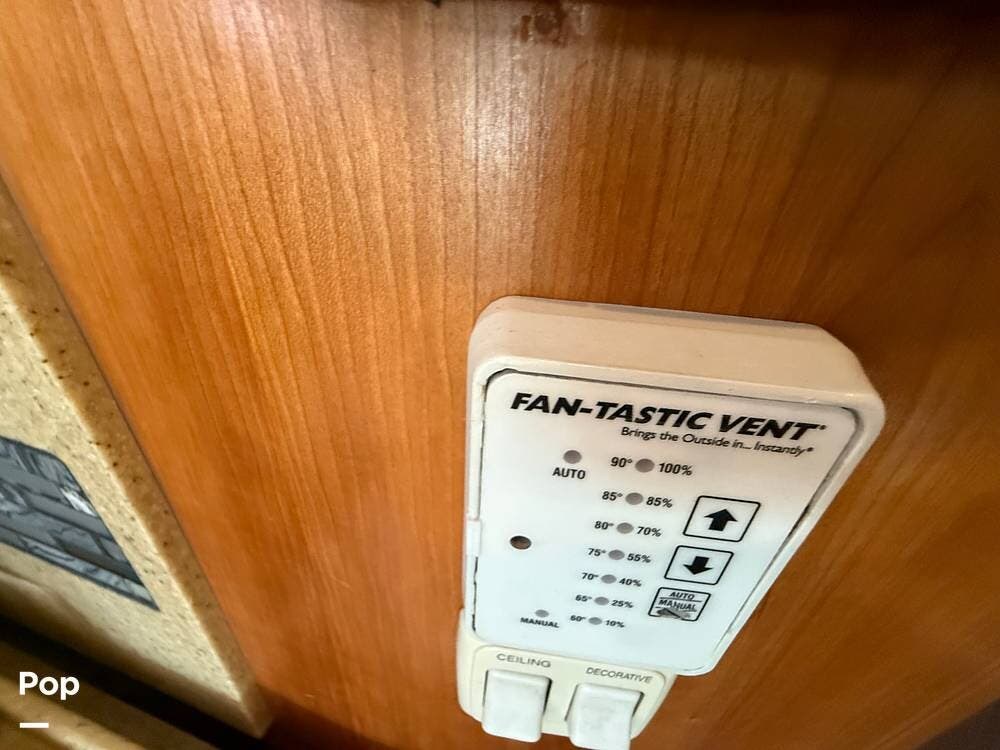 FAN-TASTIC VENT®
Brings the Outside in... Instantly®
AUTO
90° 100%
85° 85%
80° 70%
75° 55%
70° 40%
65° 25%
60° 10%
MANUAL
AUTO
MANUAL
CEILING
DECORATIVE
Pop